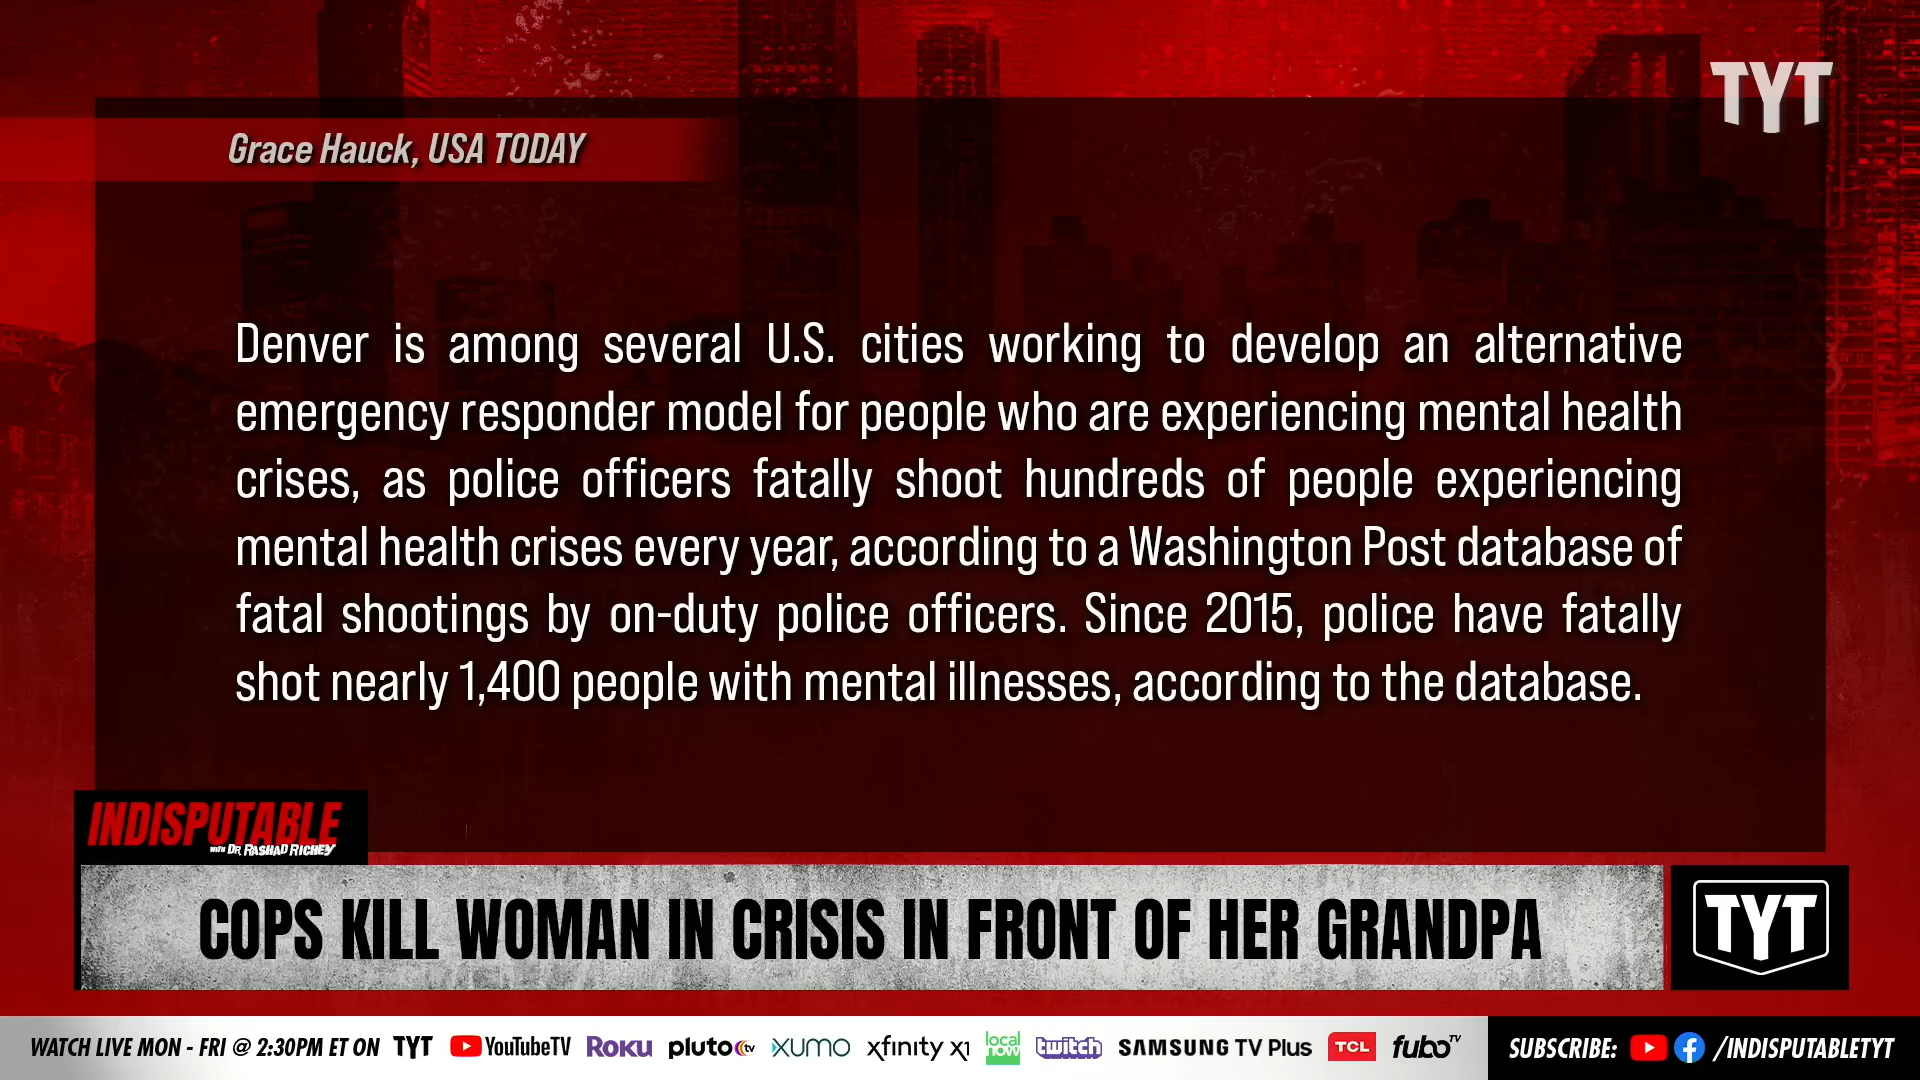 TYT
Grace Hauck, USA TODAY
Denver is among several U.S. cities working to develop an alternative
emergency responder model for people who are experiencing mental health
crises, as police officers fatally shoot hundreds of people experiencing
mental health crises every year, according to a Washington Post database of
fatal shootings by on-duty police officers. Since 2015, police have fatally
shot nearly 1,400 people with mental illnesses, according to the database.
INDISPUTABLE
WITH DR. RASHAD RICHEY
COPS KILL WOMAN IN CRISIS IN FRONT OF HER GRANDPA
TYT
WATCH LIVE MON - FRI @ 2:30PM ET ON TYT YouTubeTV ROKU pluto tv XUMO xfinity x1 local now twitch SAMSUNG TV Plus TCL fubo TV SUBSCRIBE: /INDISPUTABLETYT